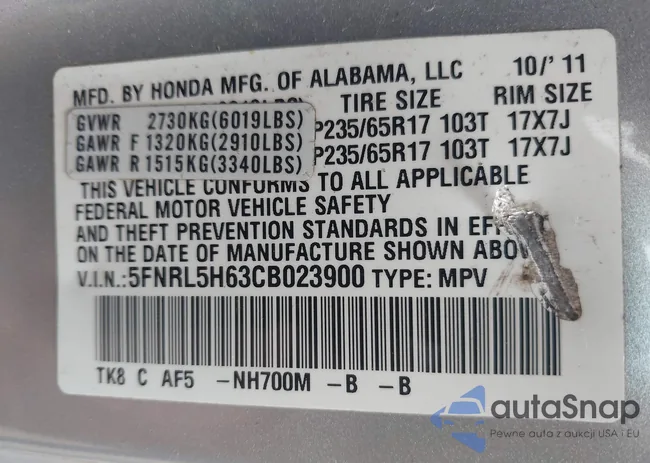 MFD. BY HONDA MFG. OF ALABAMA, LLC 10/' 11
TIRE SIZE RIM SIZE
GVWR 2730KG(6019LBS)
GAWR F 1320KG(2910LBS) P235/65R17 103T 17X7J
GAWR R 1515KG(3340LBS) P235/65R17 103T 17X7J
THIS VEHICLE CONFORMS TO ALL APPLICABLE
FEDERAL MOTOR VEHICLE SAFETY
AND THEFT PREVENTION STANDARDS IN
ON THE DATE OF MANUFACTURE SHOWN
V.I.N.:5FNRL5H63CB023900 TYPE: MPV
TK8 C AF5 -NH700M -B -B
autaSnap
Pewne auta z aukcji USA i EU